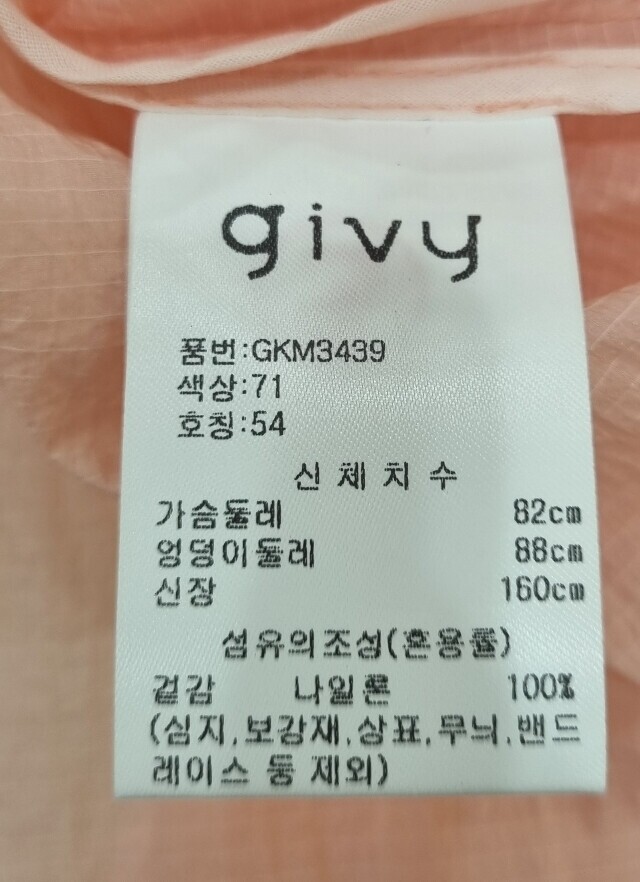 givy
품번:GKM3439
색상:71
호칭:54
신체치수
가슴둘레 82cm
엉덩이둘레 88cm
신장 160cm
섬유의조성(혼용률)
겉감 나일론 100%
(심지,보강재,상표,무늬,밴드
레이스 등 제외)